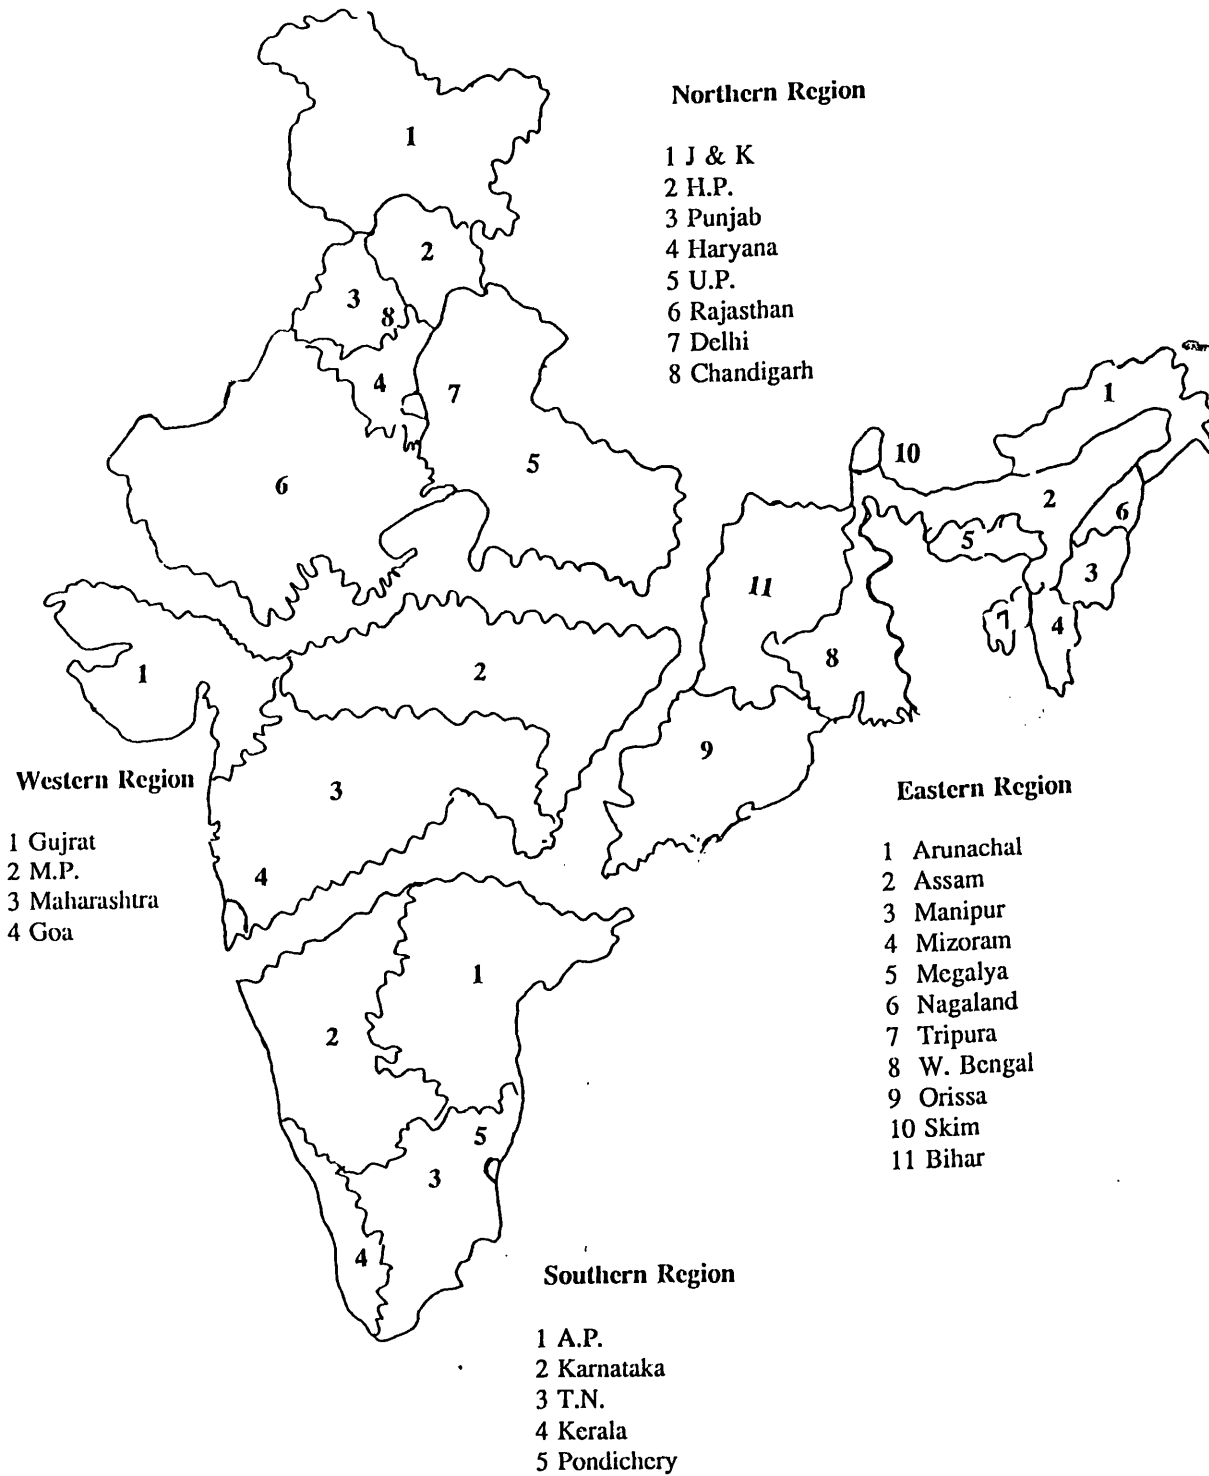 Northern Region
1 J & K
2 H.P.
3 Punjab
4 Haryana
5 U.P.
6 Rajasthan
7 Delhi
8 Chandigarh
1
2
3
8
4
7
6
5
10
1
2
6
5
3
11
7
4
8
9
1
2
3
4
Western Region
1 Gujrat
2 M.P.
3 Maharashtra
4 Goa
Eastern Region
1 Arunachal
2 Assam
3 Manipur
4 Mizoram
5 Megalya
6 Nagaland
7 Tripura
8 W. Bengal
9 Orissa
10 Skim
11 Bihar
1
2
5
3
4
Southern Region
1 A.P.
2 Karnataka
3 T.N.
4 Kerala
5 Pondichery